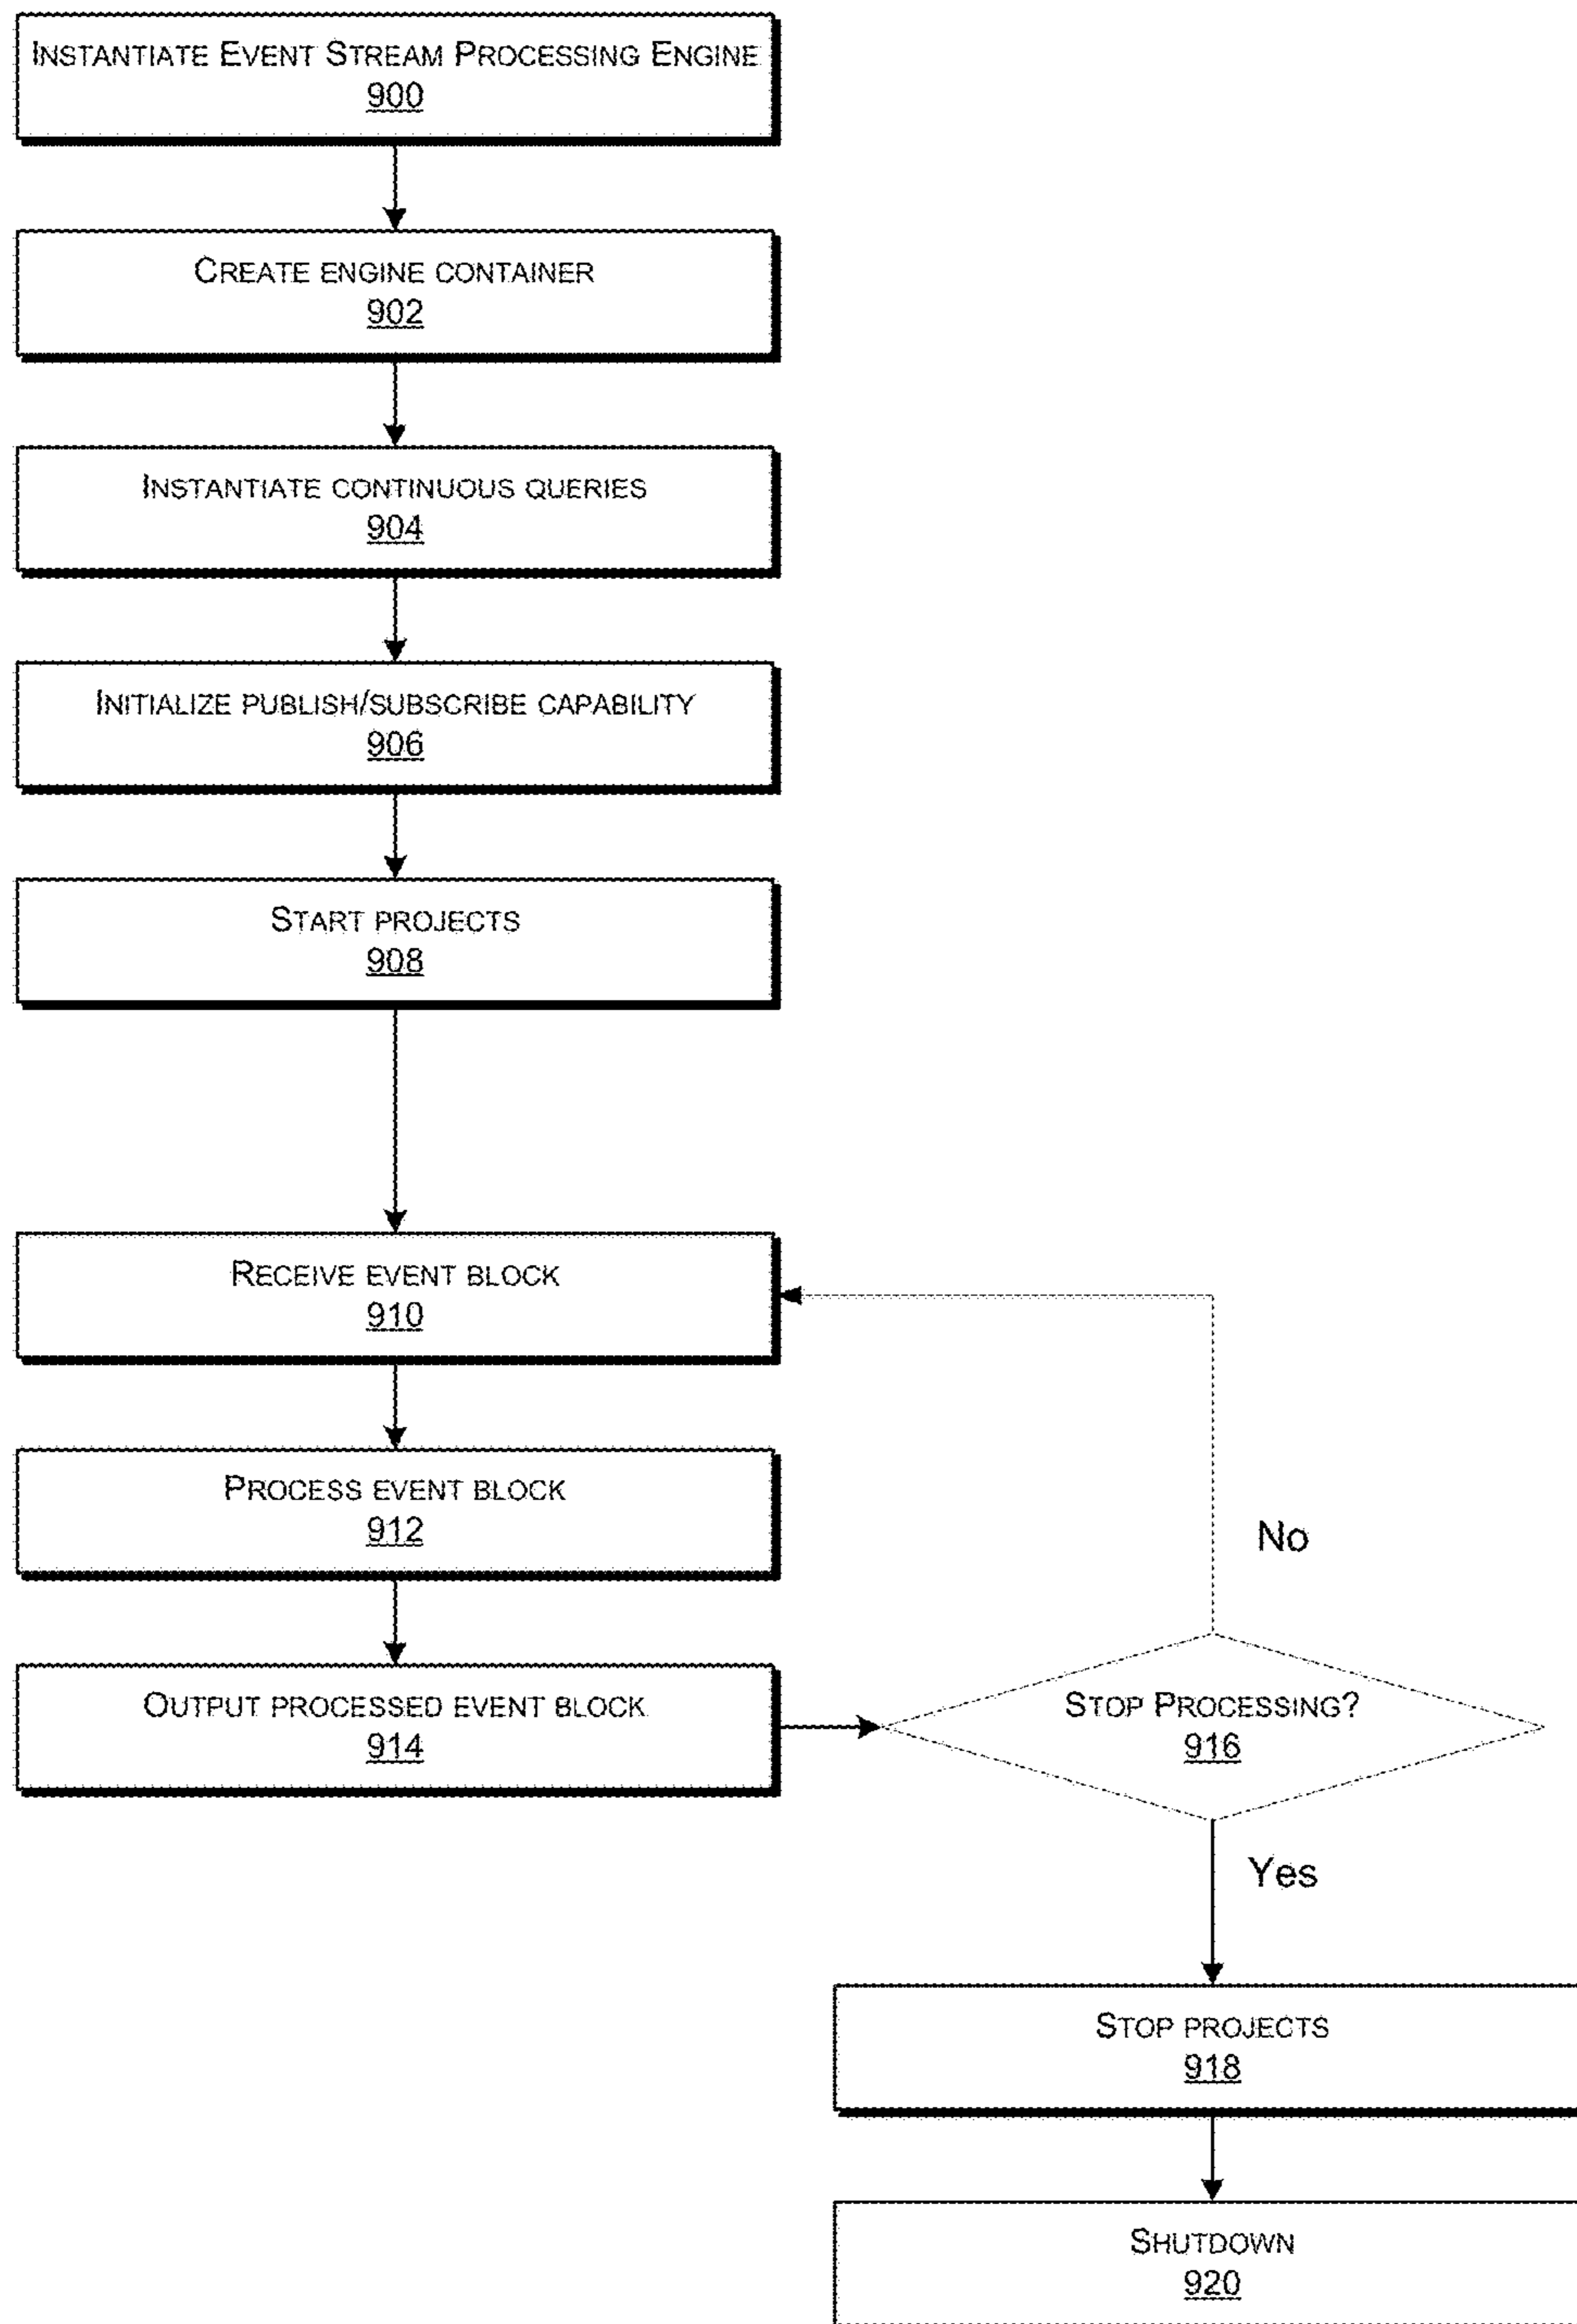 Instantiate Event Stream Processing Engine
900
Create engine container
902
Instantiate continuous queries
904
Initialize publish/subscribe capability
906
Start projects
908
Receive event block
910
Process event block
912
No
Output processed event block
914
Stop Processing?
916
Yes
Stop projects
918
Shutdown
920